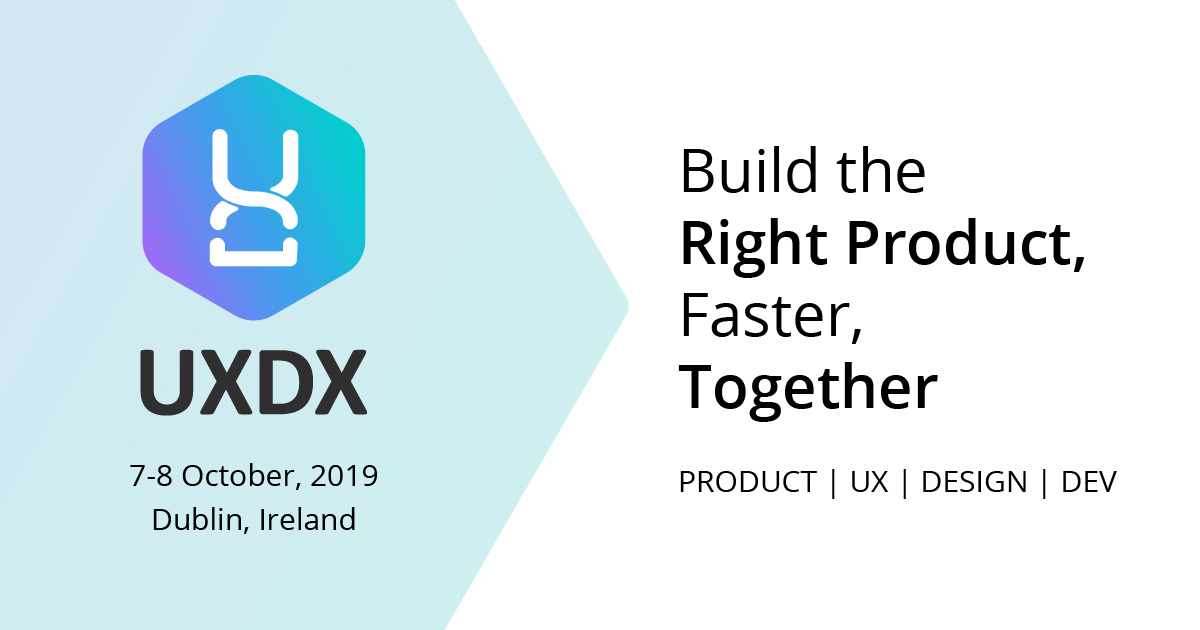 UXDX
7-8 October, 2019
Dublin, Ireland
Build the
Right Product,
Faster,
Together
PRODUCT | UX | DESIGN | DEV